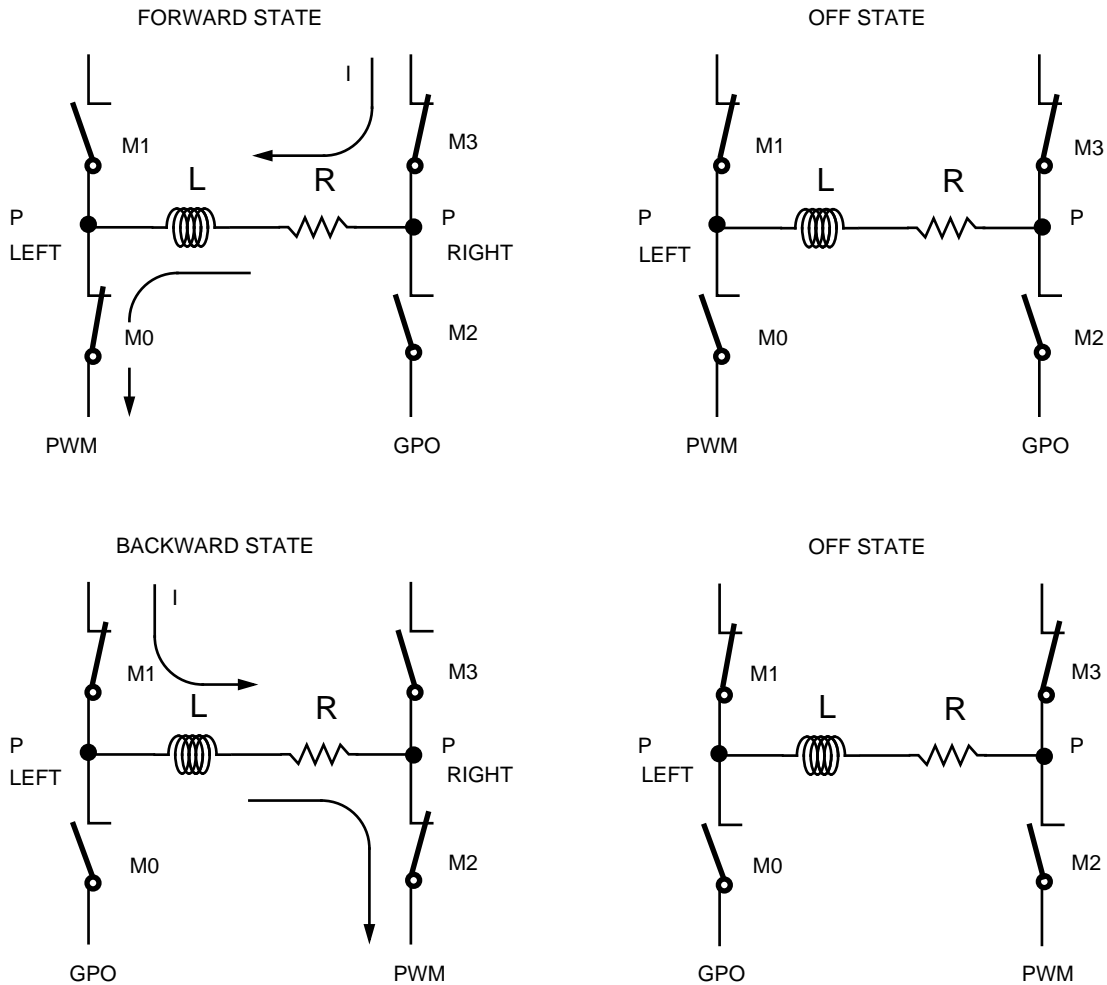 FORWARD STATE
I
M1
M3
L
R
P
LEFT
P
RIGHT
M0
M2
PWM
GPO
OFF STATE
M1
M3
L
R
P
LEFT
P
M0
M2
PWM
GPO
BACKWARD STATE
I
M1
M3
L
R
P
LEFT
P
RIGHT
M0
M2
GPO
PWM
OFF STATE
M1
M3
L
R
P
LEFT
P
M0
M2
GPO
PWM